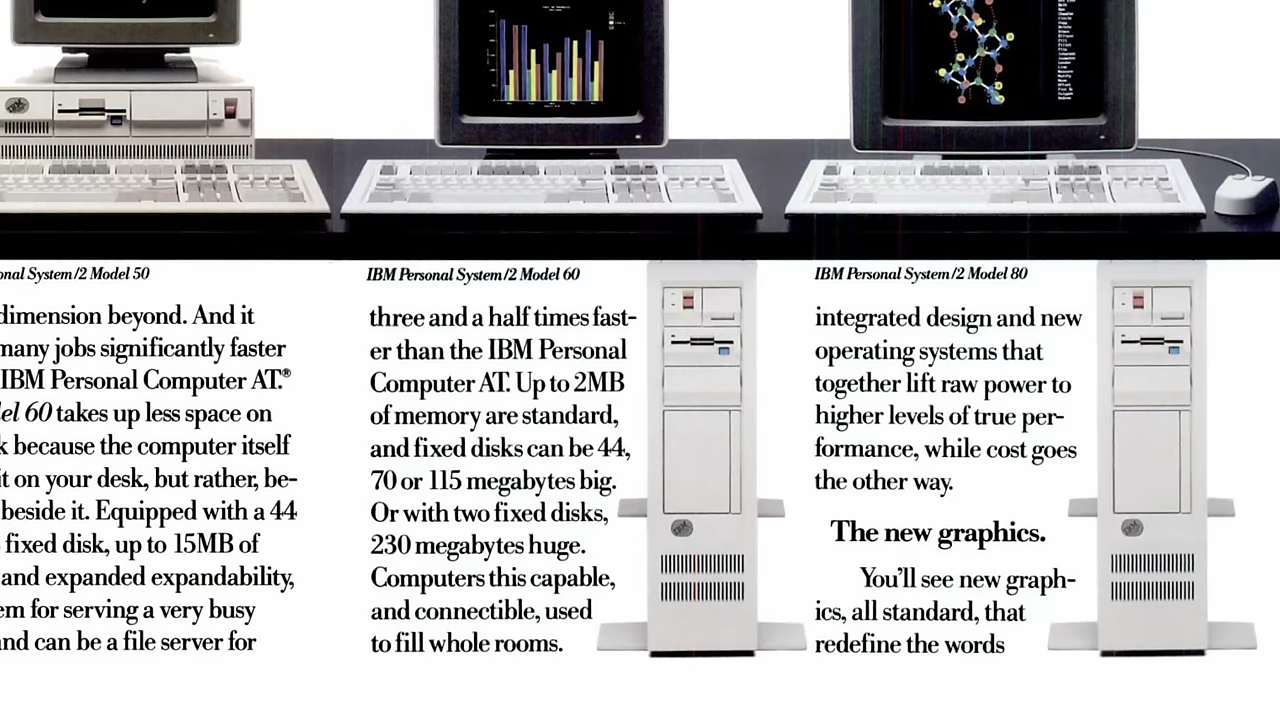 onal System/2 Model 50
dimension beyond. And it
many jobs significantly faster
IBM Personal Computer AT.®
el 60 takes up less space on
k because the computer itself
it on your desk, but rather, be-
beside it. Equipped with a 44
fixed disk, up to 15MB of
and expanded expandability,
em for serving a very busy
nd can be a file server for
IBM Personal System/2 Model 60
three and a half times fast-
er than the IBM Personal
Computer AT. Up to 2MB
of memory are standard,
and fixed disks can be 44,
70 or 115 megabytes big.
Or with two fixed disks,
230 megabytes huge.
Computers this capable,
and connectible, used
to fill whole rooms.
IBM Personal System/2 Model 80
integrated design and new
operating systems that
together lift raw power to
higher levels of true per-
formance, while cost goes
the other way.
The new graphics.
You'll see new graph-
ics, all standard, that
redefine the words